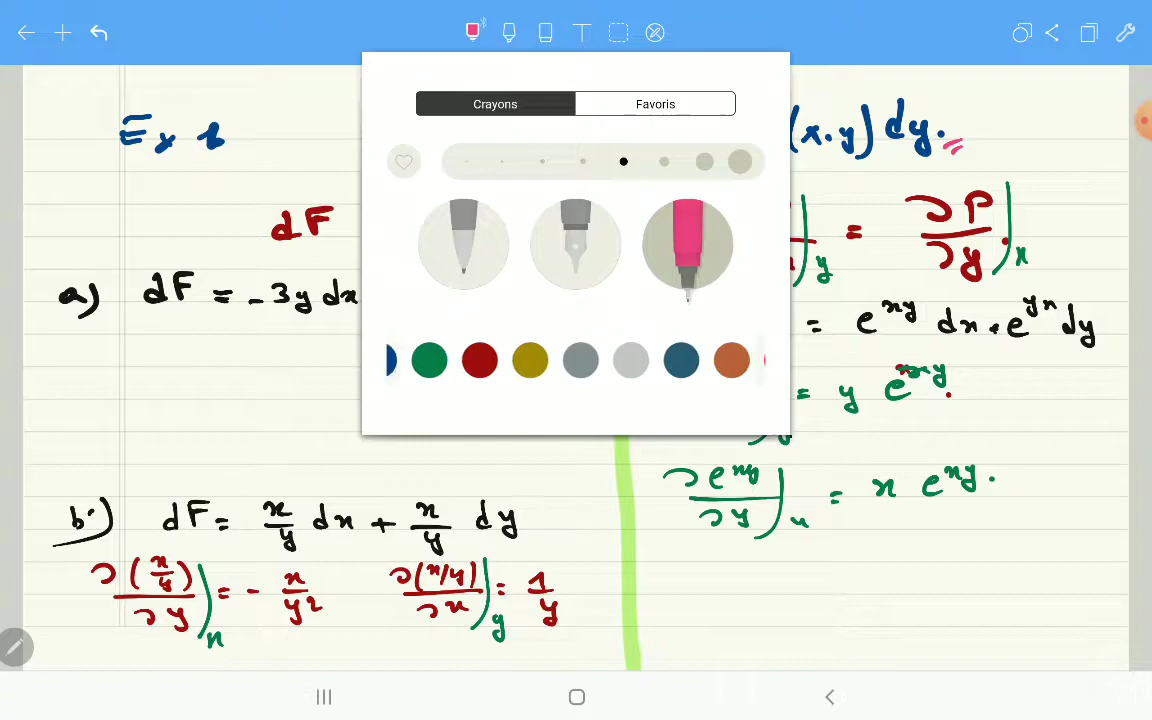 Crayons Favoris
Ex
(x.y) dy.
dF
= ∂P/∂y)x
a) dF = -3y dx
= e^xy dx . e^yx dy
= y e^xy
∂e^xy/∂y)x = x e^xy.
b.) dF = x/y dx + x/y dy
∂(x/y)/∂y)x = - x/y² ∂(x/y)/∂x)y = 1/y